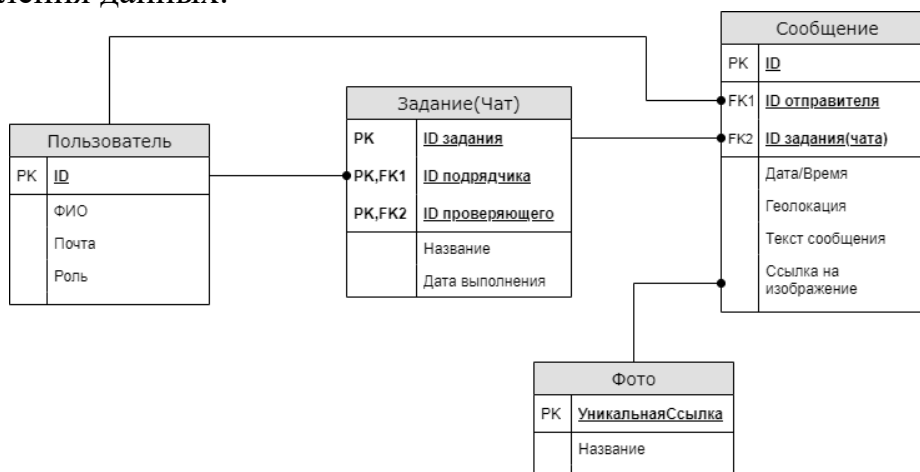 ления данных.
Сообщение
PK ID
FK1 ID отправителя
FK2 ID задания(чата)
Дата/Время
Геолокация
Текст сообщения
Ссылка на
изображение
Задание(Чат)
PK ID задания
PK,FK1 ID подрядчика
PK,FK2 ID проверяющего
Название
Дата выполнения
Пользователь
PK ID
ФИО
Почта
Роль
Фото
PK УникальнаяСсылка
Название